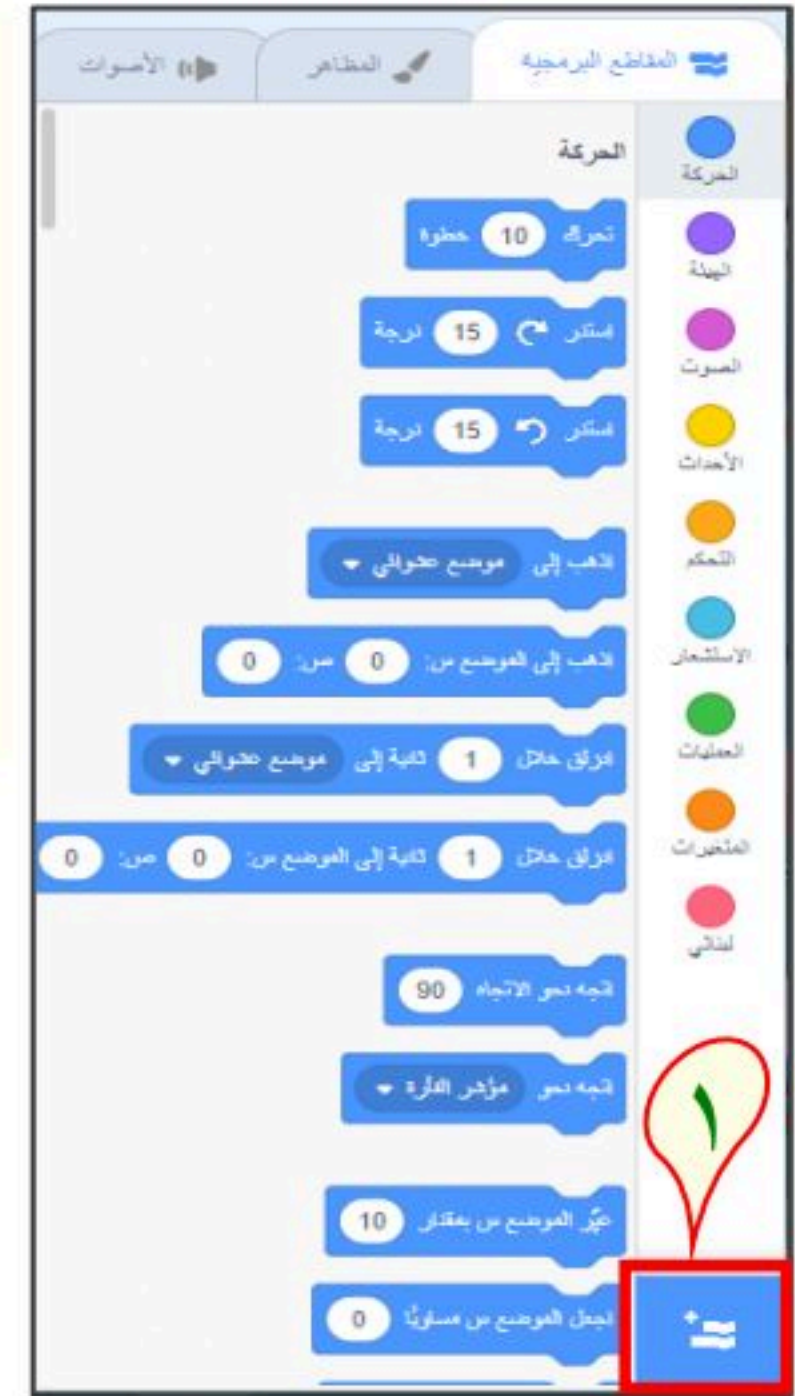 المقاطع البرمجية
المظاهر
الأصوات
الحركة
الحركة
الهيئة
الصوت
الأحداث
التحكم
الاستشعار
العمليات
المتغيرات
لبناتي
تحرك 10 خطوة
استدر 15 درجة
استدر 15 درجة
اذهب إلى موضع عشوائي
اذهب إلى الموضع س: 0 ص: 0
انزلق خلال 1 ثانية إلى موضع عشوائي
انزلق خلال 1 ثانية إلى الموضع س: 0 ص: 0
اتجه نحو الاتجاه 90
اتجه نحو مؤشر الفأرة
غيّر الموضع س بمقدار 10
اجعل الموضع س مساويًا 0
١